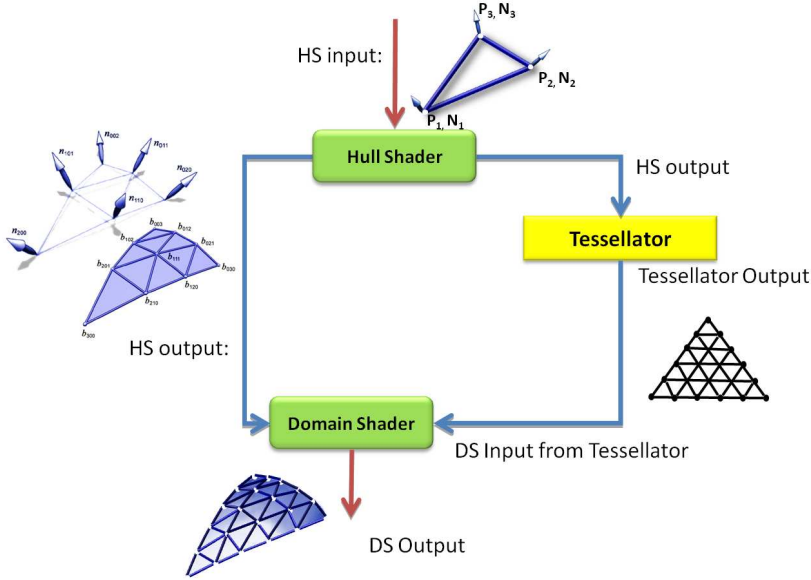 P3, N3
HS input:
P2, N2
P1, N1
Hull Shader
HS output
n002
n011
n101
n020
n110
n200
Tessellator
Tessellator Output
b003
b012
b102
b021
b111
b201
b030
b120
b210
b300
HS output:
Domain Shader
DS Input from Tessellator
DS Output